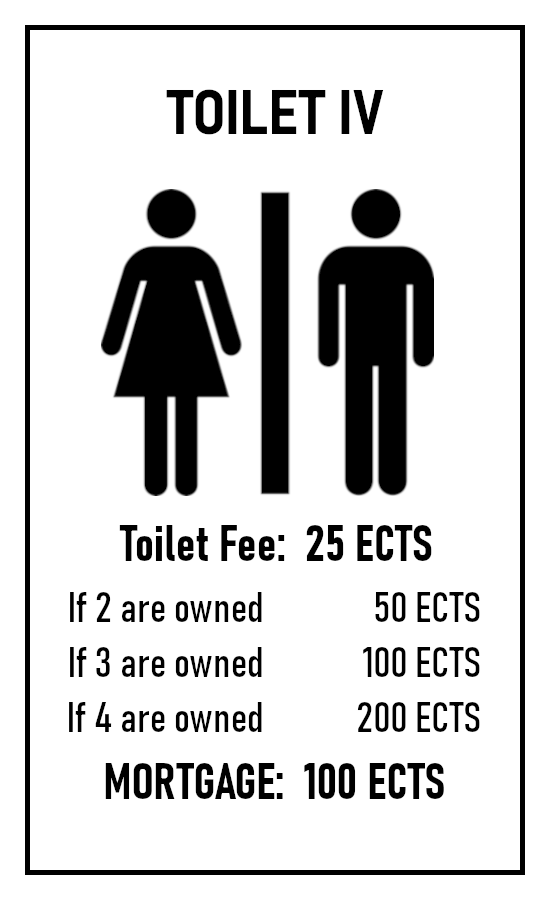 TOILET IV
Toilet Fee: 25 ECTS
If 2 are owned 50 ECTS
If 3 are owned 100 ECTS
If 4 are owned 200 ECTS
MORTGAGE: 100 ECTS